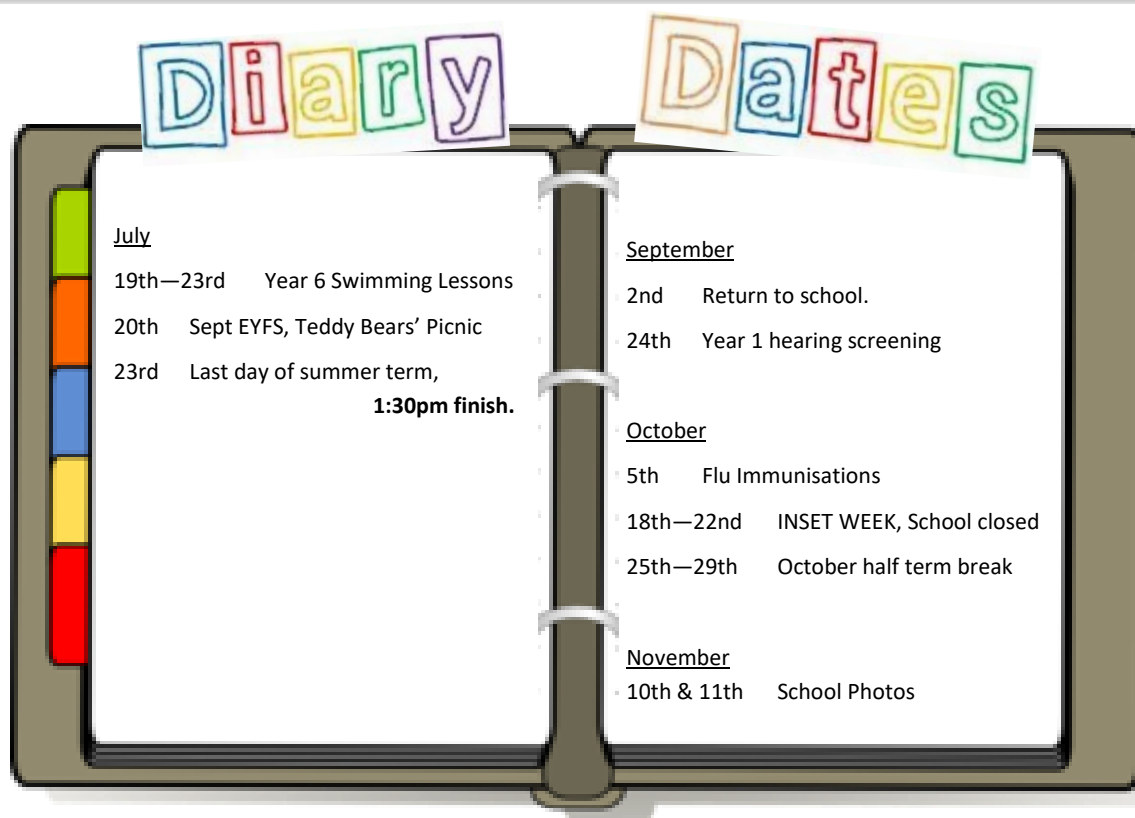 Diary Dates
July
19th—23rd Year 6 Swimming Lessons
20th Sept EYFS, Teddy Bears’ Picnic
23rd Last day of summer term,
1:30pm finish.
September
2nd Return to school.
24th Year 1 hearing screening
October
5th Flu Immunisations
18th—22nd INSET WEEK, School closed
25th—29th October half term break
November
10th & 11th School Photos